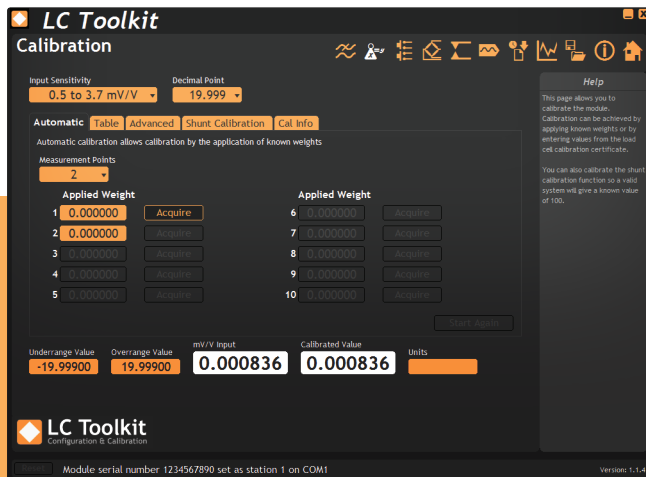 LC Toolkit
Calibration
Input Sensitivity
Decimal Point
0.5 to 3.7 mV/V
19.999
Automatic Table Advanced Shunt Calibration Cal Info
Automatic calibration allows calibration by the application of known weights
Measurement Points
2
Applied Weight
1 0.000000 Acquire
2 0.000000 Acquire
3 0.000000 Acquire
4 0.000000 Acquire
5 0.000000 Acquire
Applied Weight
6 0.000000 Acquire
7 0.000000 Acquire
8 0.000000 Acquire
9 0.000000 Acquire
10 0.000000 Acquire
Start Again
Underrange Value
-19.99900
Overrange Value
19.99900
mV/V Input
0.000836
Calibrated Value
0.000836
Units
Help
This page allows you to
calibrate the module.
Calibration can be achieved by
applying known weights or by
entering values from the load
cell calibration certificate.
You can also calibrate the shunt
calibration function so a valid
system will give a known value
of 100.
LC Toolkit
Configuration & Calibration
Reset
Module serial number 1234567890 set as station 1 on COM1
Version: 1.1.4